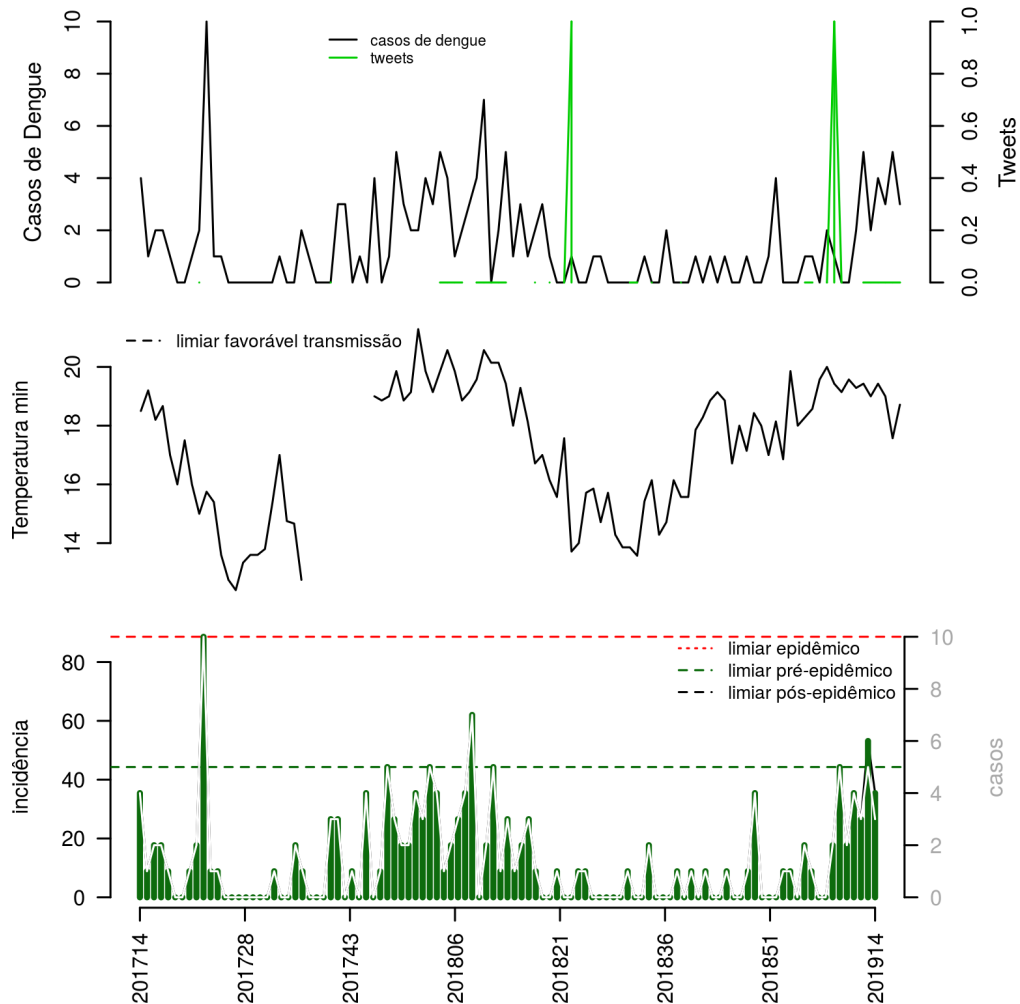 casos de dengue
tweets
Casos de Dengue
0 2 4 6 8 10
Tweets
0.0 0.2 0.4 0.6 0.8 1.0
limiar favorável transmissão
Temperatura min
14 16 18 20
limiar epidêmico
limiar pré-epidêmico
limiar pós-epidêmico
incidência
0 20 40 60 80
casos
0 2 4 6 8 10
201714 201728 201743 201806 201821 201836 201851 201914